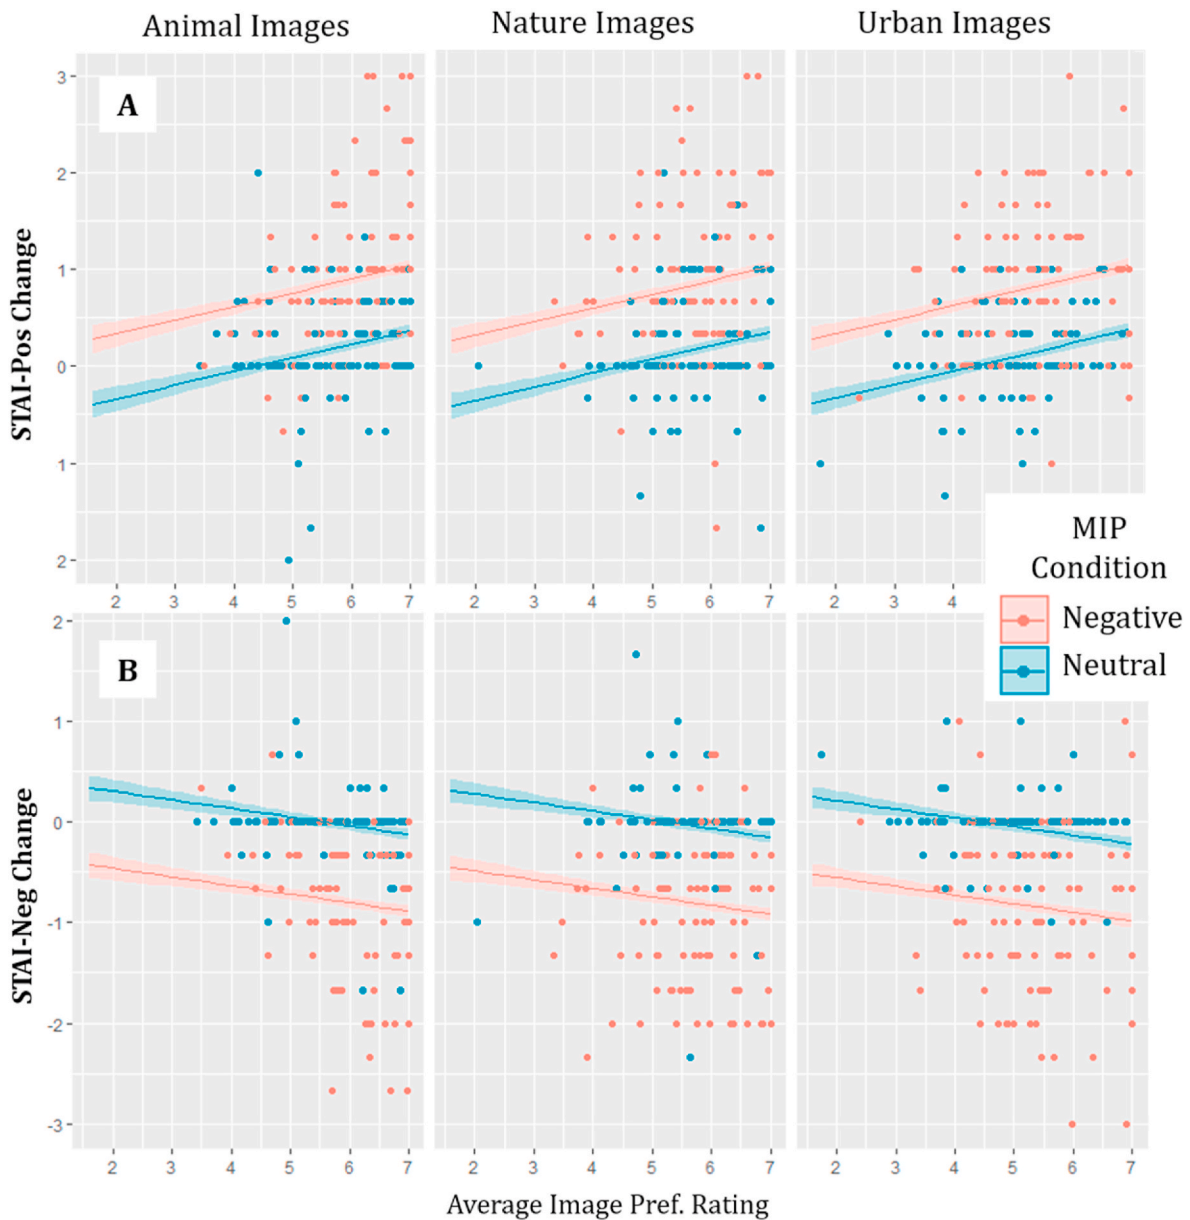 Animal Images Nature Images Urban Images
A
STAI-Pos Change
3
2
1
0
1
2
2 3 4 5 6 7 2 3 4 5 6 7 2 3 4
MIP
Condition
Negative
Neutral
B
STAI-Neg Change
2
1
0
-1
-2
-3
2 3 4 5 6 7 2 3 4 5 6 7 2 3 4 5 6 7
Average Image Pref. Rating